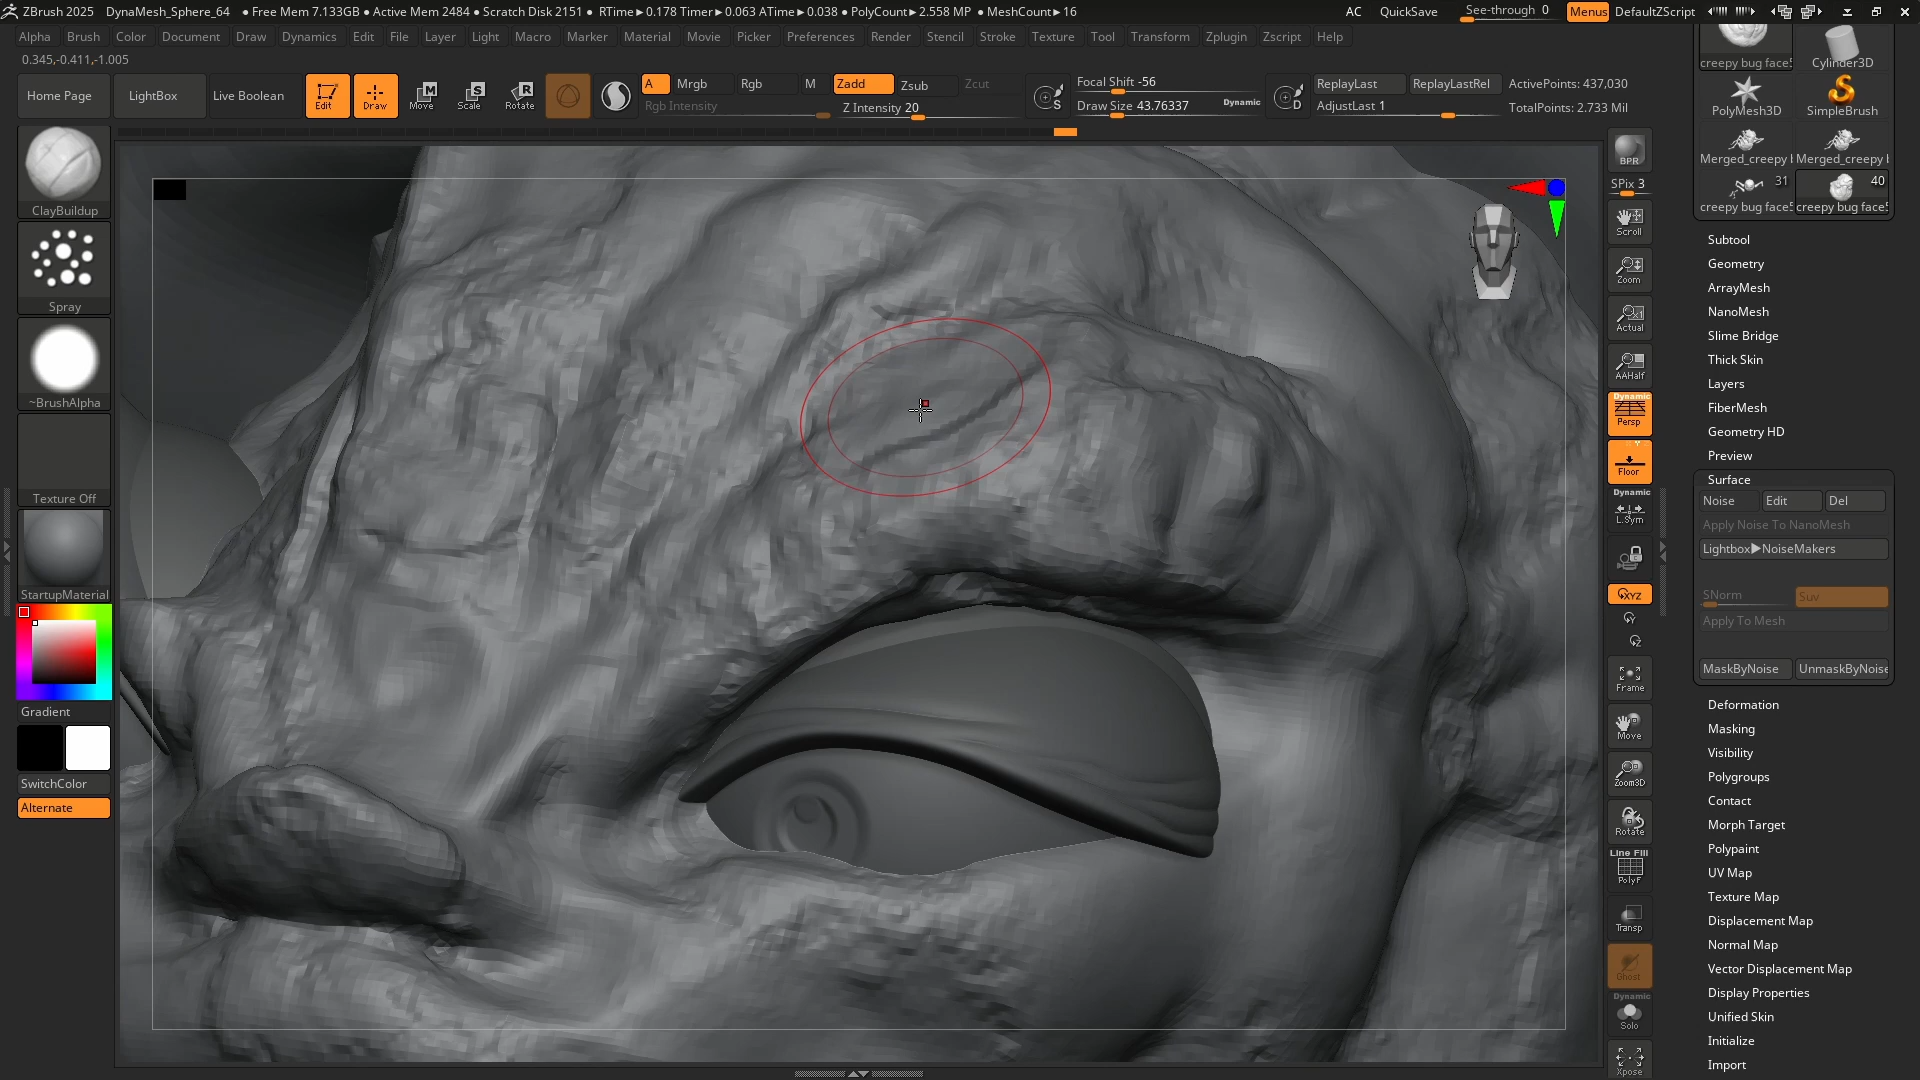 ZBrush 2025 DynaMesh_Sphere_64 ● Free Mem 7.133GB ● Active Mem 2484 ● Scratch Disk 2151 ● RTime►0.178 Timer►0.063 ATime►0.038 ● PolyCount►2.558 MP ● MeshCount►16 AC QuickSave See-through 0 Menus DefaultZScript
Alpha Brush Color Document Draw Dynamics Edit File Layer Light Macro Marker Material Movie Picker Preferences Render Stencil Stroke Texture Tool Transform Zplugin Zscript Help
0.345,-0.411,-1.005
Home Page LightBox Live Boolean Edit Draw Move Scale Rotate
A Mrgb Rgb M Zadd Zsub Zcut
Rgb Intensity Z Intensity 20
Focal Shift -56
Draw Size 43.76337 Dynamic
ReplayLast ReplayLastRel ActivePoints: 437,030
AdjustLast 1 TotalPoints: 2.733 Mil
ClayBuildup
Spray
~BrushAlpha
Texture Off
StartupMaterial
Gradient
SwitchColor
Alternate
BPR
SPix 3
Scroll
Zoom
Actual
AAHalf
Dynamic
Persp
Floor
Dynamic
L.Sym
XYZ
Y
Z
Frame
Move
Zoom3D
Rotate
Line Fill
PolyF
Transp
Ghost
Dynamic
Solo
Xpose
creepy bug face5 Cylinder3D
PolyMesh3D SimpleBrush
Merged_creepy b Merged_creepy b
31 40
creepy bug face5 creepy bug face5
Subtool
Geometry
ArrayMesh
NanoMesh
Slime Bridge
Thick Skin
Layers
FiberMesh
Geometry HD
Preview
Surface
Noise Edit Del
Apply Noise To NanoMesh
Lightbox►NoiseMakers
SNorm Suv
Apply To Mesh
MaskByNoise UnmaskByNoise
Deformation
Masking
Visibility
Polygroups
Contact
Morph Target
Polypaint
UV Map
Texture Map
Displacement Map
Normal Map
Vector Displacement Map
Display Properties
Unified Skin
Initialize
Import